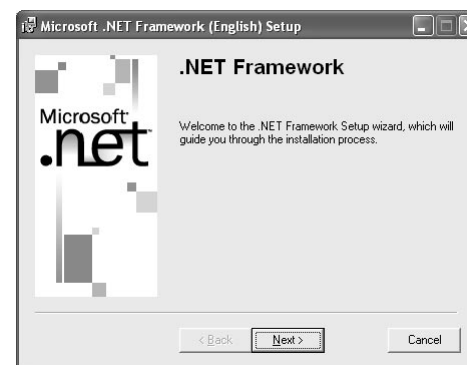 Microsoft .NET Framework (English) Setup
.NET Framework
Microsoft
.net
Welcome to the .NET Framework Setup wizard, which will
guide you through the installation process.
< Back
Next >
Cancel